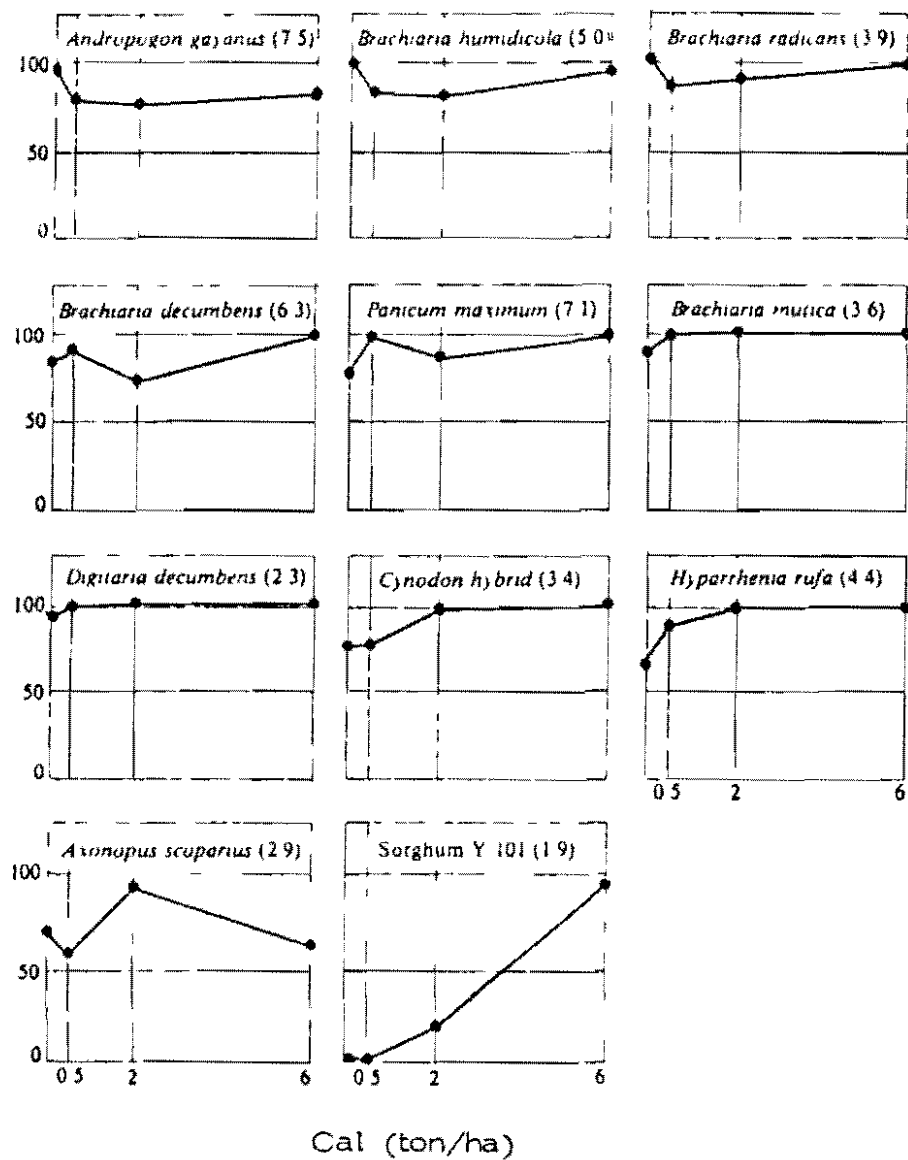 Andropogon gayanus (7 5)
Brachiaria humidicola (5 0)
Brachiaria radicans (3 9)
100
50
0
Brachiaria decumbens (6 3)
Panicum maximum (7 1)
Brachiaria mutica (3 6)
100
50
0
Digitaria decumbens (2 3)
Cynodon hybrid (3 4)
Hyparrhenia rufa (4 4)
100
50
0
0 5 2 6
Axonopus scoparius (2 9)
Sorghum Y 101 (1 9)
100
50
0
0 5 2 6
0 5 2 6
Cal (ton/ha)